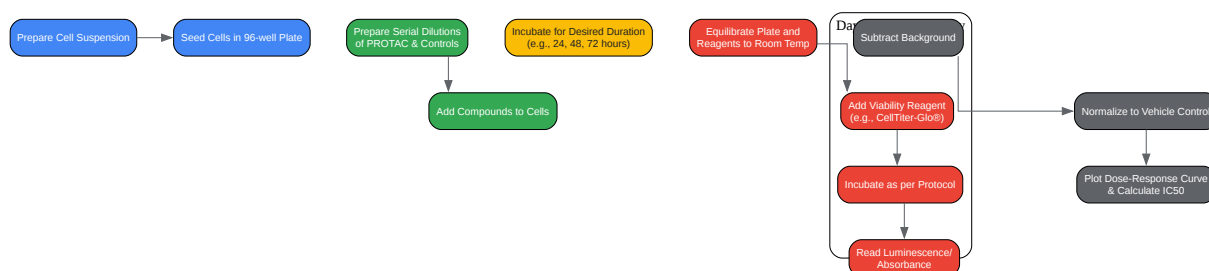 Prepare Cell Suspension
Seed Cells in 96-well Plate
Prepare Serial Dilutions
of PROTAC & Controls
Add Compounds to Cells
Incubate for Desired Duration
(e.g., 24, 48, 72 hours)
Equilibrate Plate and
Reagents to Room Temp
Subtract Background
Add Viability Reagent
(e.g., CellTiter-Glo®)
Incubate as per Protocol
Read Luminescence/
Absorbance
Normalize to Vehicle Control
Plot Dose-Response Curve
& Calculate IC50